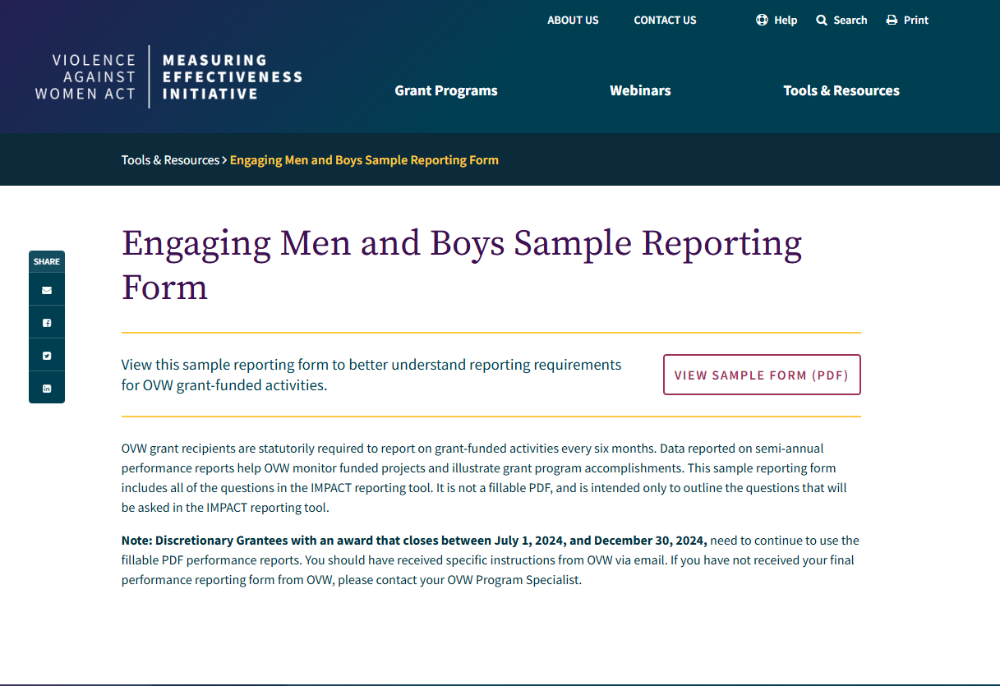 ABOUT US CONTACT US Help Search Print
VIOLENCE
AGAINST
WOMEN ACT
MEASURING
EFFECTIVENESS
INITIATIVE
Grant Programs Webinars Tools & Resources
Tools & Resources > Engaging Men and Boys Sample Reporting Form
Engaging Men and Boys Sample Reporting
Form
SHARE
View this sample reporting form to better understand reporting requirements
for OVW grant-funded activities.
VIEW SAMPLE FORM (PDF)
OVW grant recipients are statutorily required to report on grant-funded activities every six months. Data reported on semi-annual
performance reports help OVW monitor funded projects and illustrate grant program accomplishments. This sample reporting form
includes all of the questions in the IMPACT reporting tool. It is not a fillable PDF, and is intended only to outline the questions that will
be asked in the IMPACT reporting tool.
Note: Discretionary Grantees with an award that closes between July 1, 2024, and December 30, 2024, need to continue to use the
fillable PDF performance reports. You should have received specific instructions from OVW via email. If you have not received your final
performance reporting form from OVW, please contact your OVW Program Specialist.